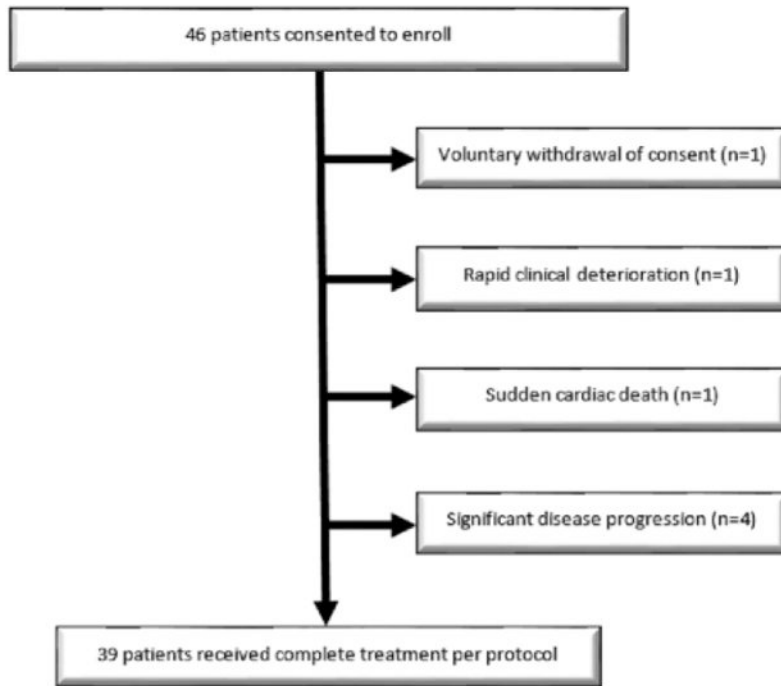 46 patients consented to enroll
Voluntary withdrawal of consent (n=1)
Rapid clinical deterioration (n=1)
Sudden cardiac death (n=1)
Significant disease progression (n=4)
39 patients received complete treatment per protocol